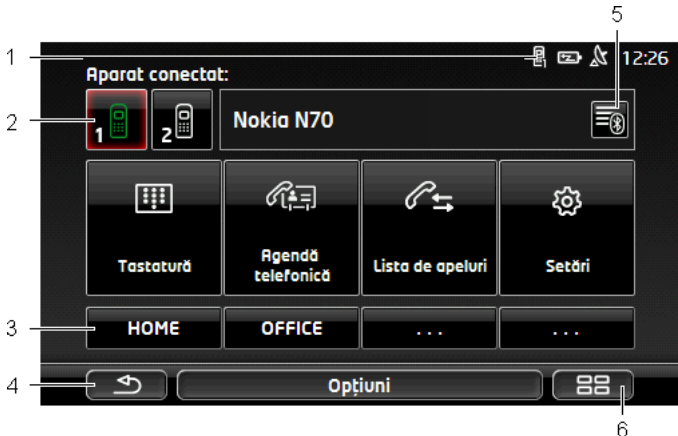 5
1
12:26
Aparat conectat:
2
1
2
Nokia N70
Tastatură
Agendă
telefonică
Lista de apeluri
Setări
3
HOME
OFFICE
...
...
4
Opțiuni
6